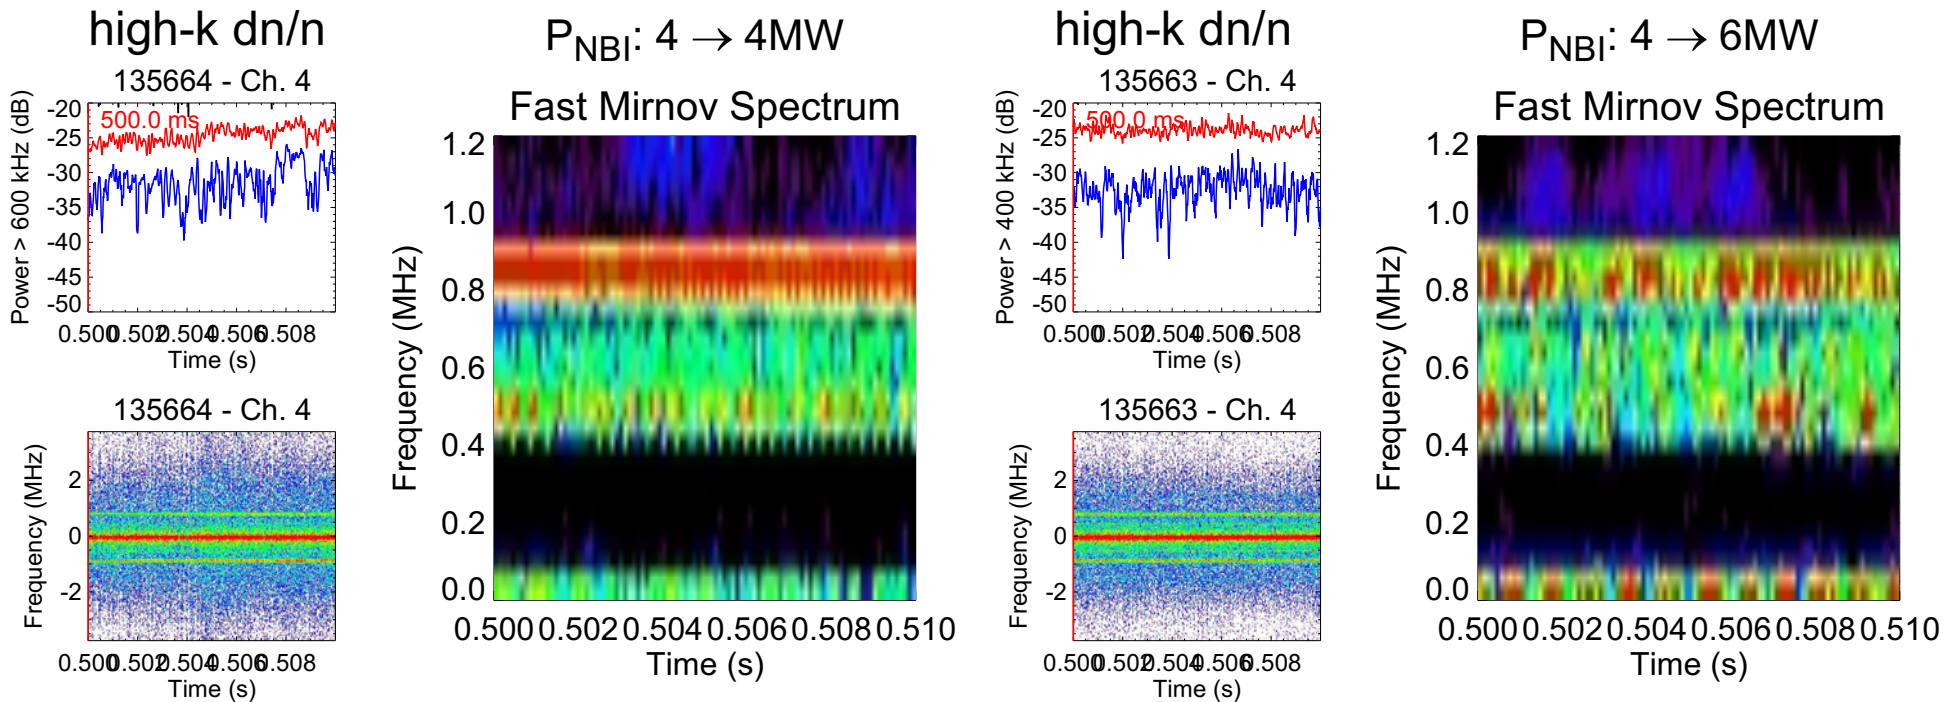 high-k dn/n
P_NBI: 4 → 4MW
135664 - Ch. 4
Fast Mirnov Spectrum
Power > 600 kHz (dB)
-20
-25
-30
-35
-40
-45
-50
500.0 ms
0.500 0.502 0.504 0.506 0.508
Time (s)
135664 - Ch. 4
Frequency (MHz)
2
0
-2
0.500 0.502 0.504 0.506 0.508
Time (s)
Frequency (MHz)
1.2
1.0
0.8
0.6
0.4
0.2
0.0
0.500 0.502 0.504 0.506 0.508 0.510
Time (s)
high-k dn/n
P_NBI: 4 → 6MW
135663 - Ch. 4
Fast Mirnov Spectrum
Power > 400 kHz (dB)
-20
-25
-30
-35
-40
-45
-50
500.0 ms
0.500 0.502 0.504 0.506 0.508
Time (s)
135663 - Ch. 4
Frequency (MHz)
2
0
-2
0.500 0.502 0.504 0.506 0.508
Time (s)
Frequency (MHz)
1.2
1.0
0.8
0.6
0.4
0.2
0.0
0.500 0.502 0.504 0.506 0.508 0.510
Time (s)